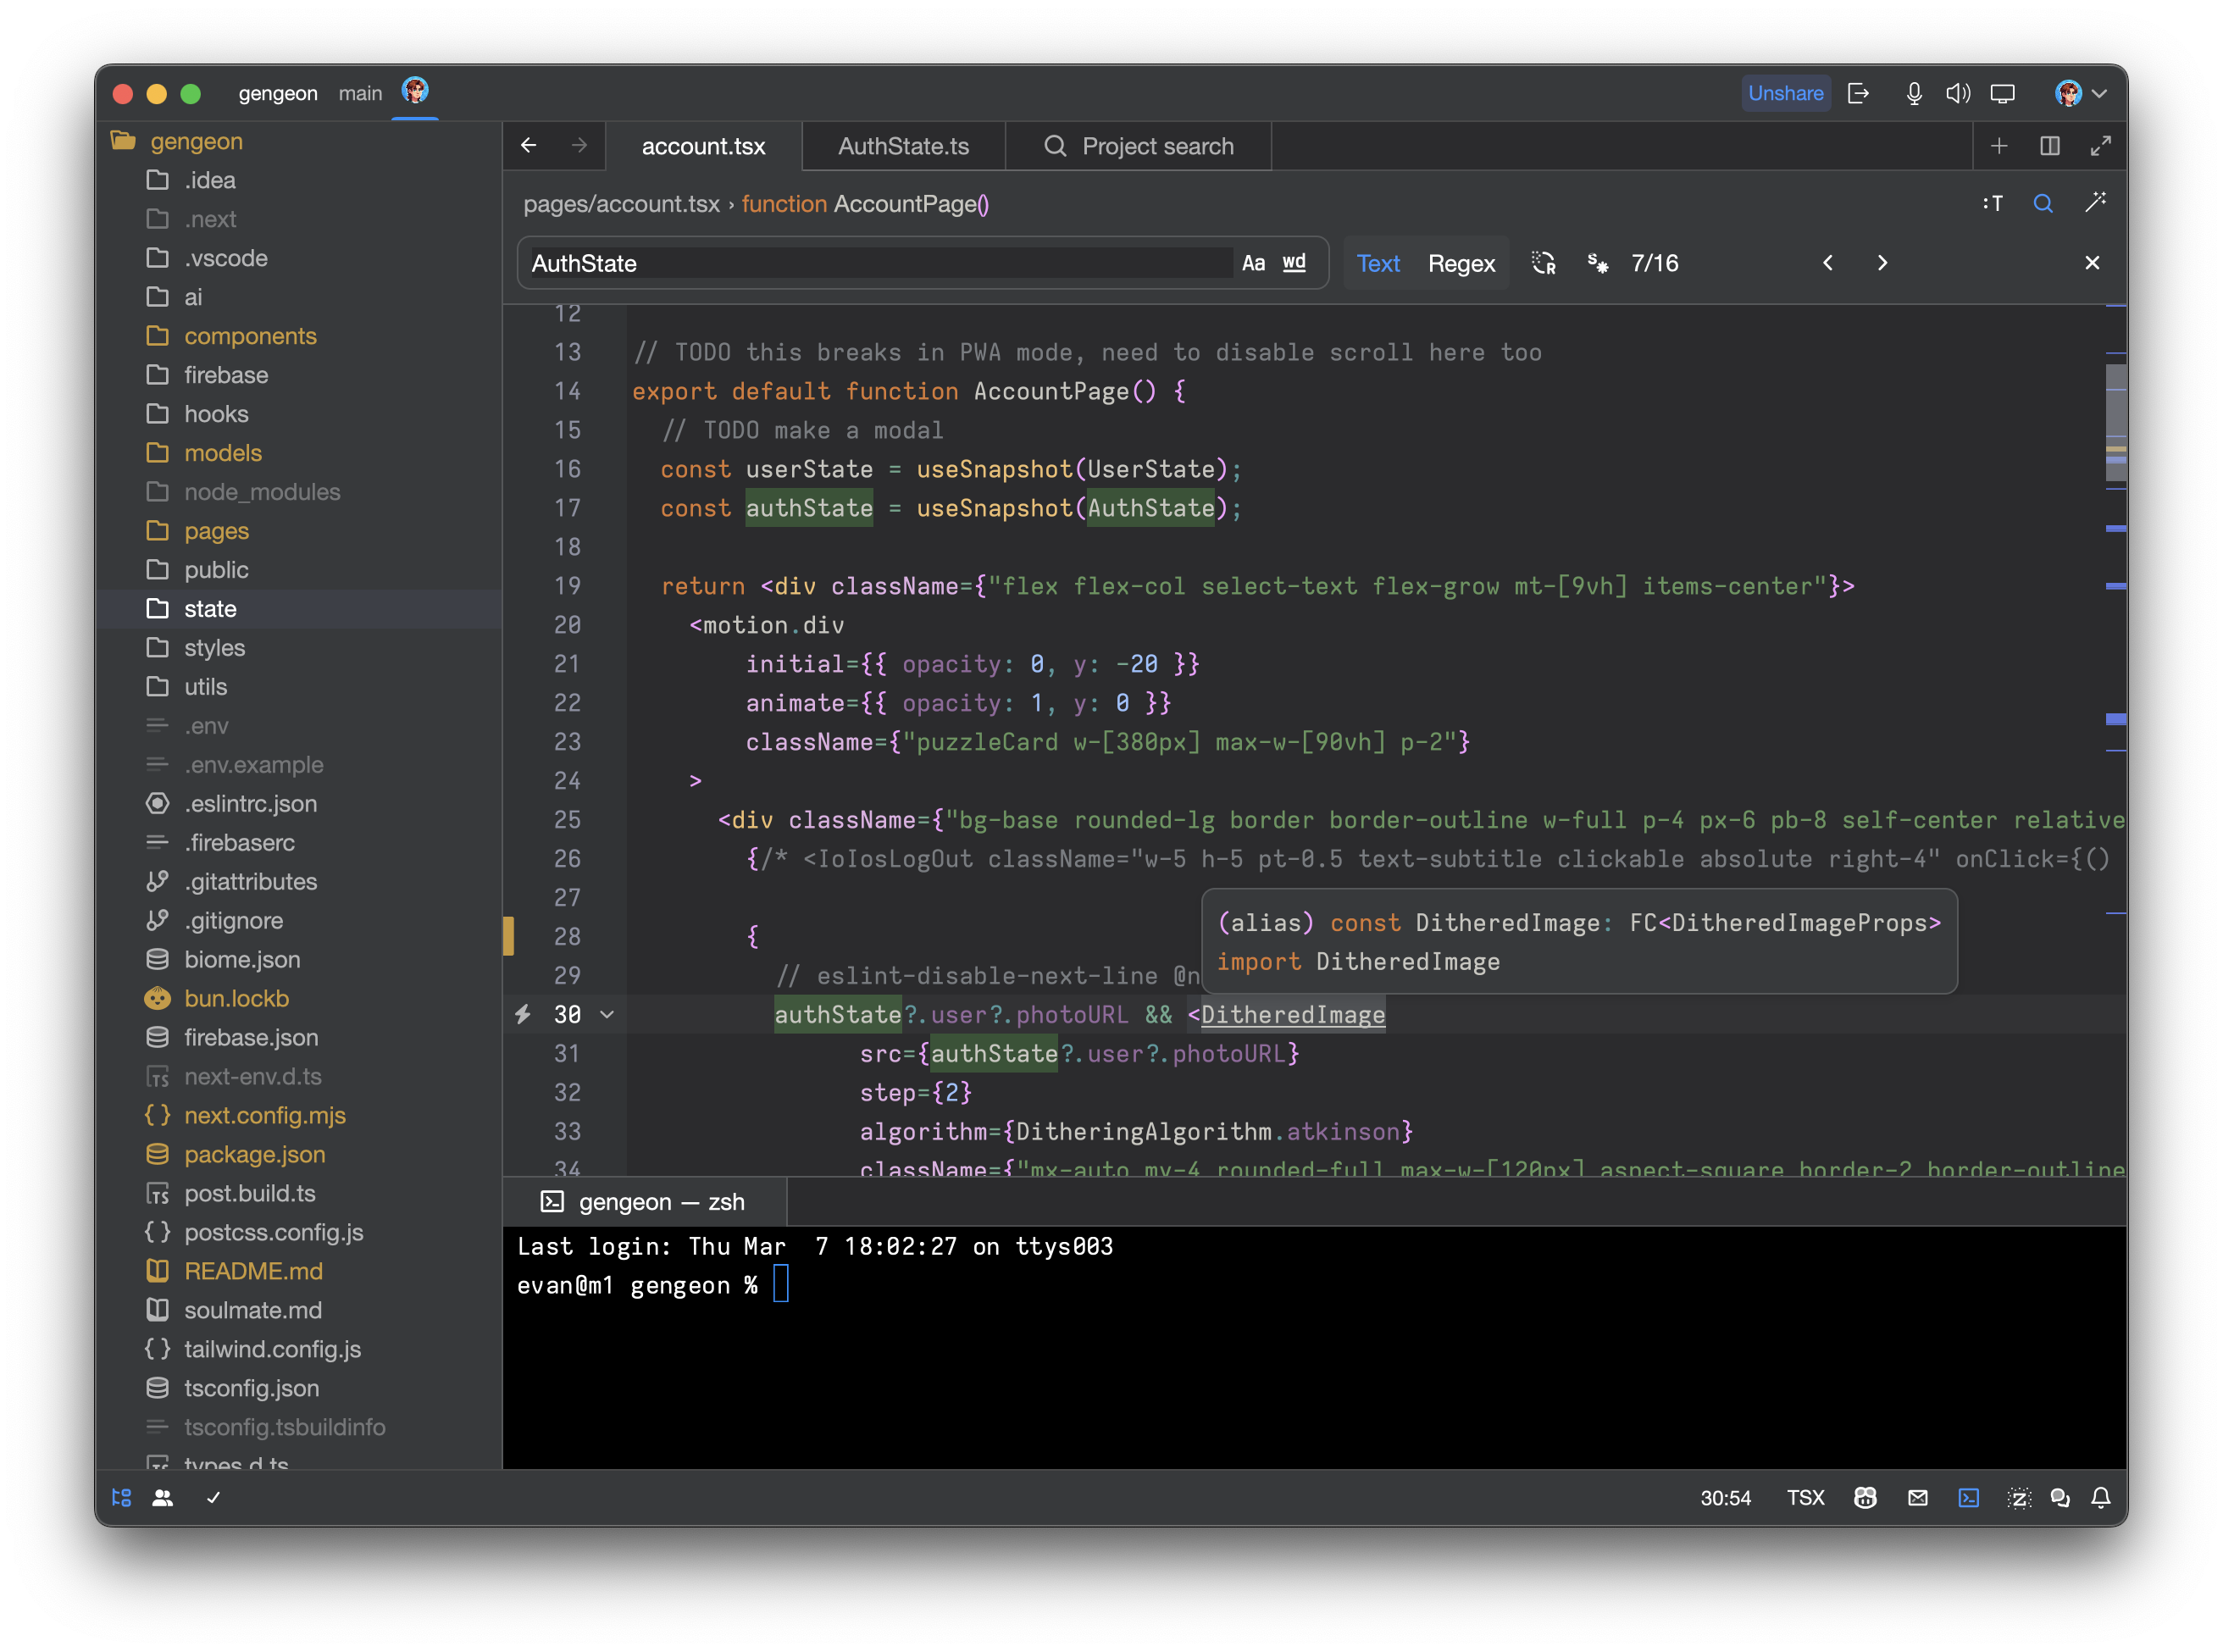 gengeon main Unshare
gengeon
.idea
.next
.vscode
ai
components
firebase
hooks
models
node_modules
pages
public
state
styles
utils
.env
.env.example
.eslintrc.json
.firebaserc
.gitattributes
.gitignore
biome.json
bun.lockb
firebase.json
next-env.d.ts
next.config.mjs
package.json
post.build.ts
postcss.config.js
README.md
soulmate.md
tailwind.config.js
tsconfig.json
tsconfig.tsbuildinfo
types.d.ts
account.tsx AuthState.ts Project search
pages/account.tsx › function AccountPage() :T
AuthState Aa wd Text Regex 7/16
12
13 // TODO this breaks in PWA mode, need to disable scroll here too
14 export default function AccountPage() {
15 // TODO make a modal
16 const userState = useSnapshot(UserState);
17 const authState = useSnapshot(AuthState);
18
19 return <div className={"flex flex-col select-text flex-grow mt-[9vh] items-center"}>
20 <motion.div
21 initial={{ opacity: 0, y: -20 }}
22 animate={{ opacity: 1, y: 0 }}
23 className={"puzzleCard w-[380px] max-w-[90vh] p-2"}
24 >
25 <div className={"bg-base rounded-lg border border-outline w-full p-4 px-6 pb-8 self-center relative
26 {/* <IoIosLogOut className="w-5 h-5 pt-0.5 text-subtitle clickable absolute right-4" onClick={()
27
(alias) const DitheredImage: FC<DitheredImageProps>
import DitheredImage
28 {
29 // eslint-disable-next-line @n
30 authState?.user?.photoURL && <DitheredImage
31 src={authState?.user?.photoURL}
32 step={2}
33 algorithm={DitheringAlgorithm.atkinson}
34 className={"mx-auto my-4 rounded-full max-w-[120px] aspect-square border-2 border-outline
gengeon — zsh
Last login: Thu Mar  7 18:02:27 on ttys003
evan@m1 gengeon %
30:54 TSX